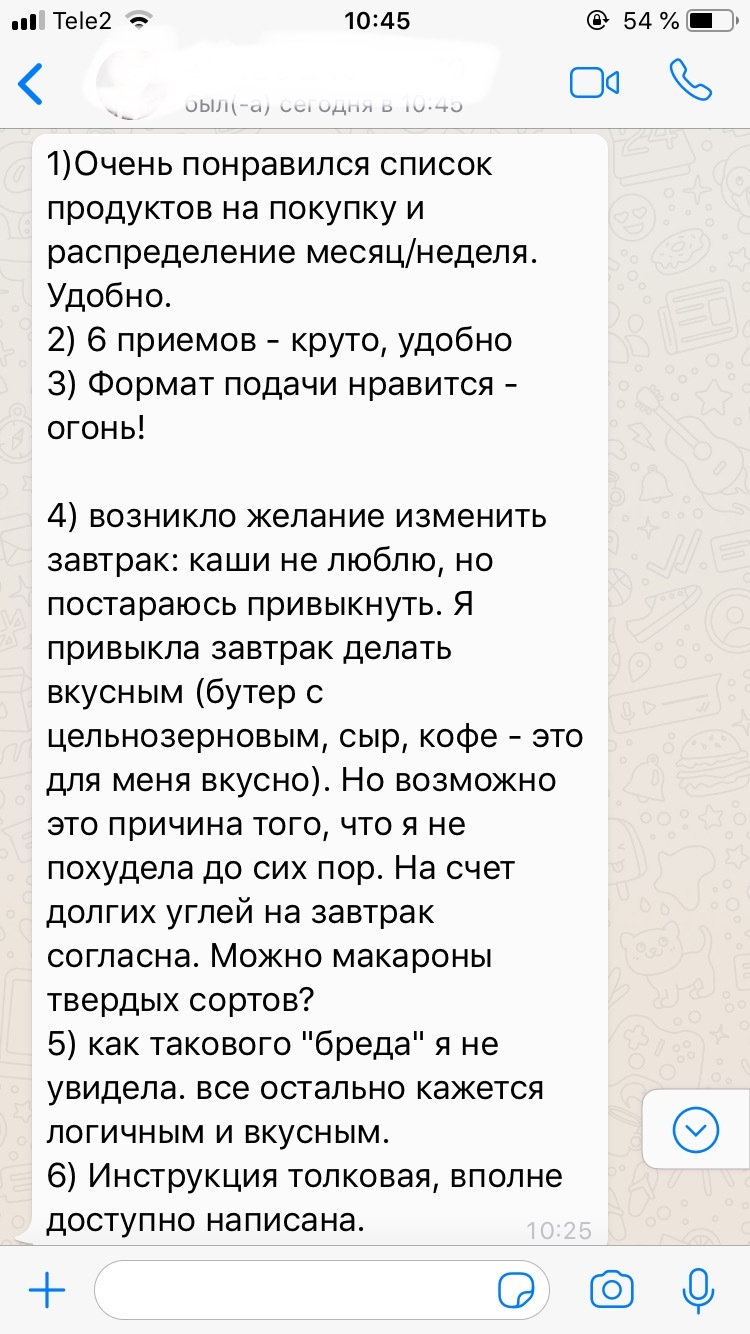 Tele2
10:45
54 %
был(-а) сегодня в 10:45
1)Очень понравился список
продуктов на покупку и
распределение месяц/неделя.
Удобно.
2) 6 приемов - круто, удобно
3) Формат подачи нравится -
огонь!
4) возникло желание изменить
завтрак: каши не люблю, но
постараюсь привыкнуть. Я
привыкла завтрак делать
вкусным (бутер с
цельнозерновым, сыр, кофе - это
для меня вкусно). Но возможно
это причина того, что я не
похудела до сих пор. На счет
долгих углей на завтрак
согласна. Можно макароны
твердых сортов?
5) как такового "бреда" я не
увидела. все остально кажется
логичным и вкусным.
6) Инструкция толковая, вполне
доступно написана.
10:25